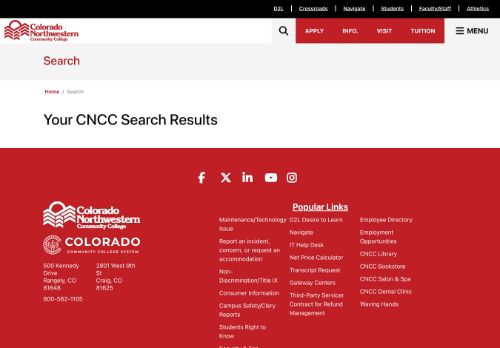 D2L | Crossroads | Navigate | Students | Faculty/Staff | Athletics
Colorado
Northwestern
Community College
APPLY INFO. VISIT TUITION MENU
Search
Home / Search
Your CNCC Search Results
Colorado
Northwestern
Community College
COLORADO
COMMUNITY COLLEGE SYSTEM
500 Kennedy
Drive
Rangely, CO
81648
2801 West 9th
St
Craig, CO
81625
800-562-1105
Maintenance/Technology
Issue
Report an incident,
concern, or request an
accommodation
Non-
Discrimination/Title IX
Consumer Information
Campus Safety/Clery
Reports
Students Right to
Know
Popular Links
D2L Desire to Learn
Navigate
IT Help Desk
Net Price Calculator
Transcript Request
Gateway Centers
Third-Party Servicer
Contract for Refund
Management
Employee Directory
Employment
Opportunities
CNCC Library
CNCC Bookstore
CNCC Salon & Spa
CNCC Dental Clinic
Waxing Hands